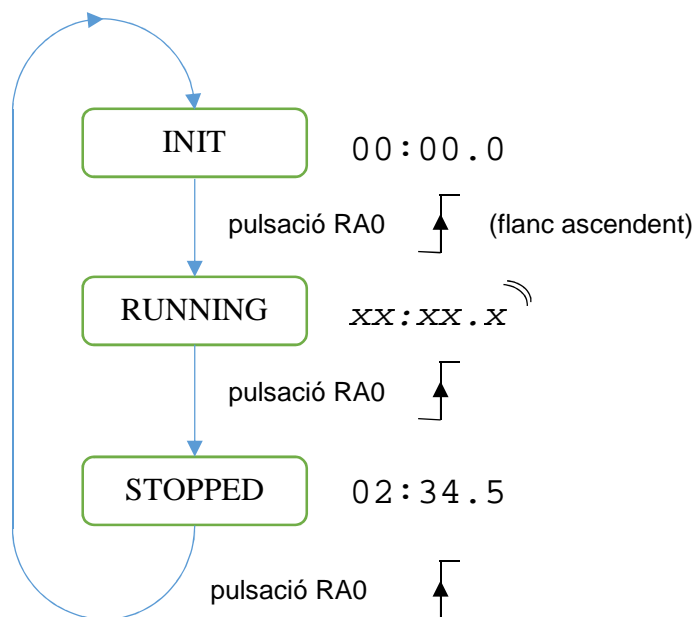 INIT
00:00.0
pulsació RA0
(flanc ascendent)
RUNNING
xx:xx.x
pulsació RA0
STOPPED
02:34.5
pulsació RA0